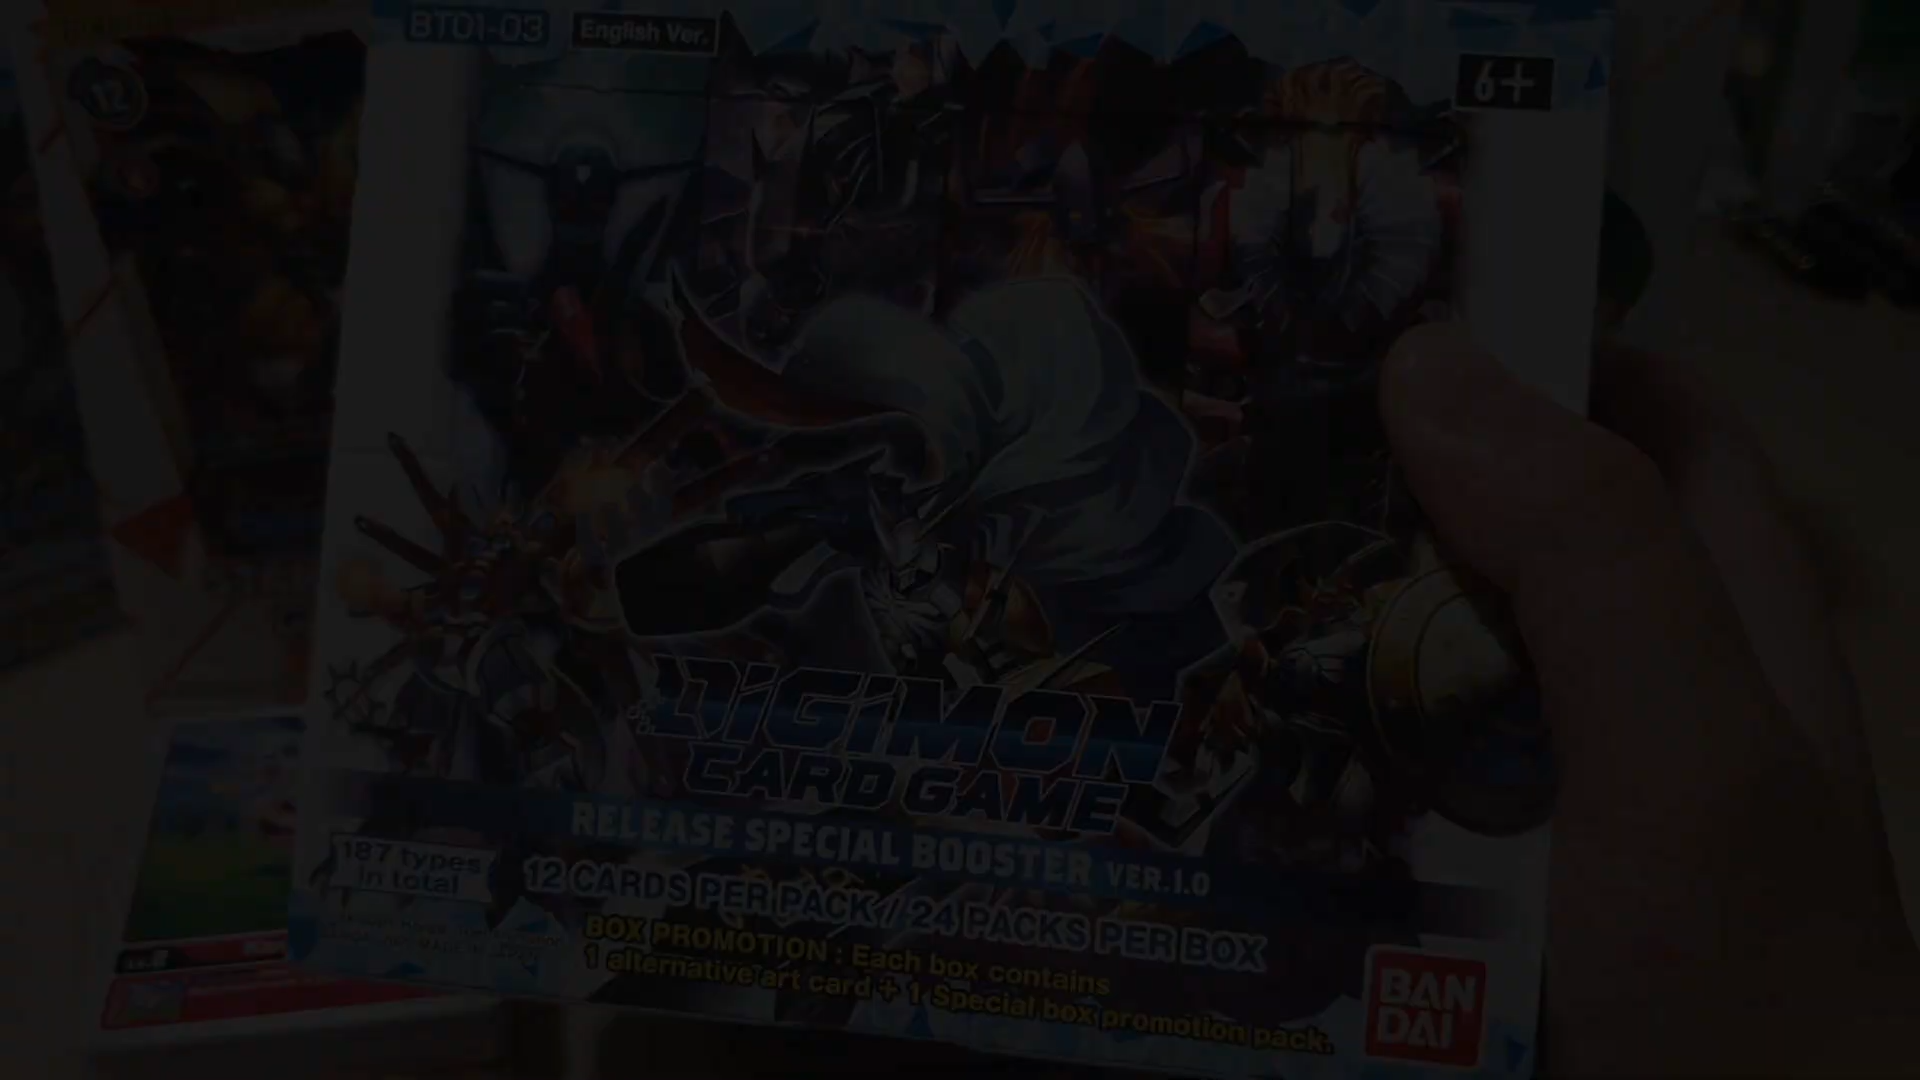 BT01-03
English Ver.
6+
12
DIGIMON
CARD GAME
RELEASE SPECIAL BOOSTER VER.1.0
187 types
in total
12 CARDS PER PACK / 24 PACKS PER BOX
BOX PROMOTION : Each box contains
1 alternative art card + 1 Special box promotion pack.
BAN
DAI